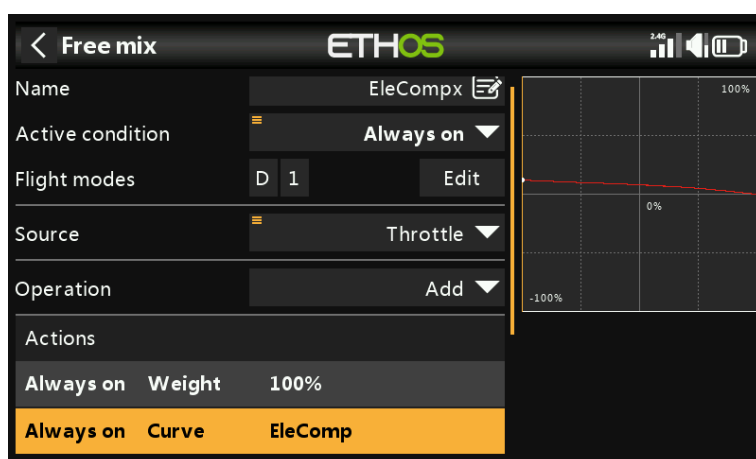 Free mix
ETHOS
2.4G
Name EleCompx
Active condition Always on
Flight modes D 1 Edit
Source Throttle
Operation Add
Actions
Always on Weight 100%
Always on Curve EleComp
100%
0%
-100%